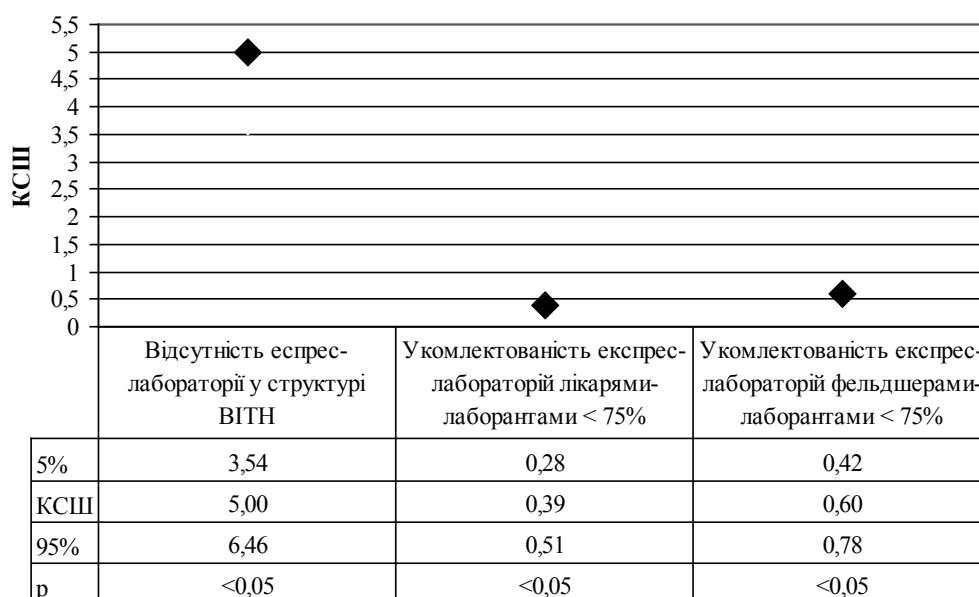 5,5
5
4,5
4
3,5
3
2,5
2
1,5
1
0,5
0
КСШ
Відсутність еспрес-
лабораторії у структурі
ВІТН
Укомлектованість експрес-
лабораторій лікарями-
лаборантами < 75%
Укомлектованість експрес-
лабораторій фельдшерами-
лаборантами < 75%
5% 3,54 0,28 0,42
КСШ 5,00 0,39 0,60
95% 6,46 0,51 0,78
p <0,05 <0,05 <0,05